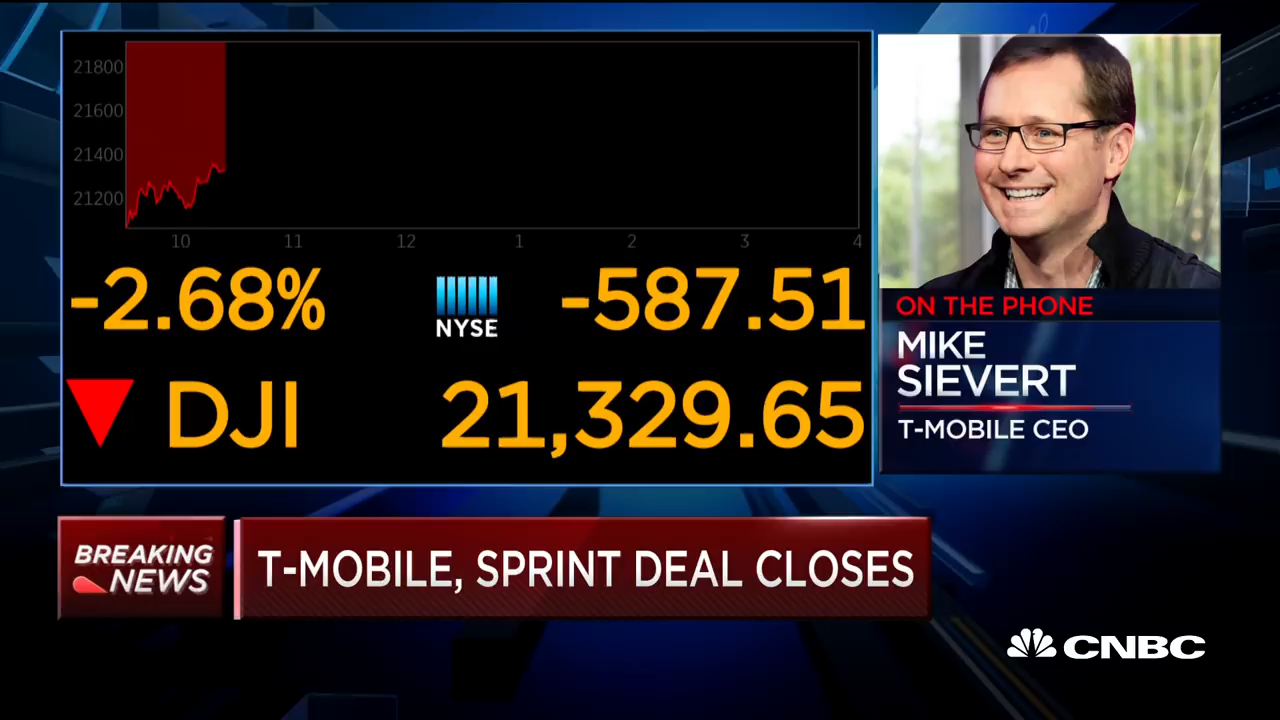 21800
21600
21400
21200
10 11 12 1 2 3 4
-2.68% NYSE -587.51
DJI 21,329.65
ON THE PHONE
MIKE
SIEVERT
T-MOBILE CEO
BREAKING
NEWS
T-MOBILE, SPRINT DEAL CLOSES
CNBC